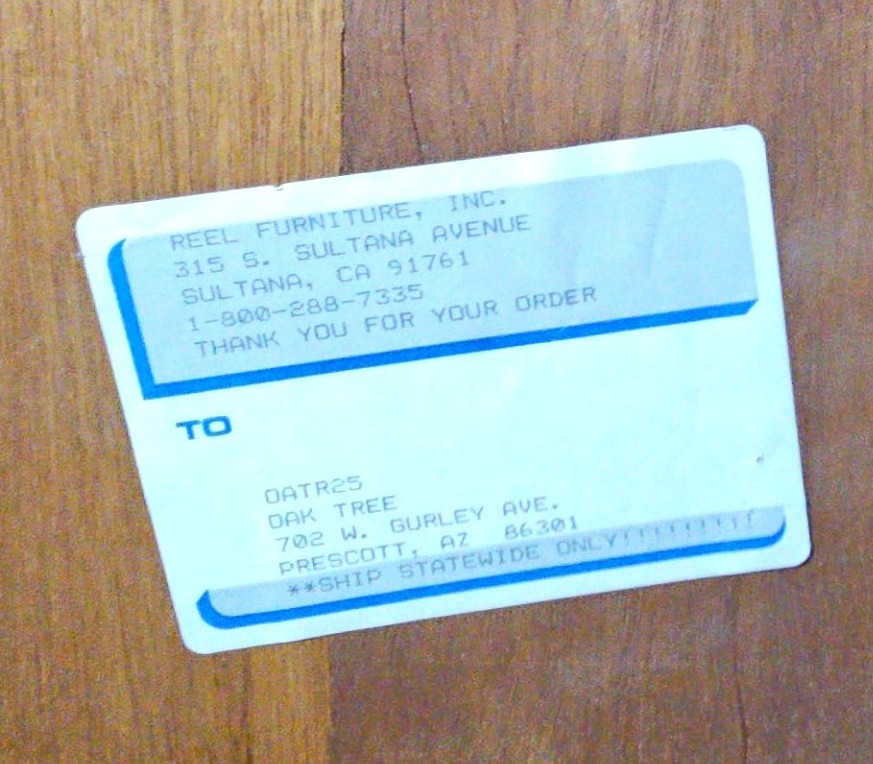 REEL FURNITURE, INC.
315 S. SULTANA AVENUE
SULTANA, CA 91761
1-800-288-7335
THANK YOU FOR YOUR ORDER
TO
OATR25
OAK TREE
702 W. GURLEY AVE.
PRESCOTT, AZ 86301
**SHIP STATEWIDE ONLY!!!!!!!!!